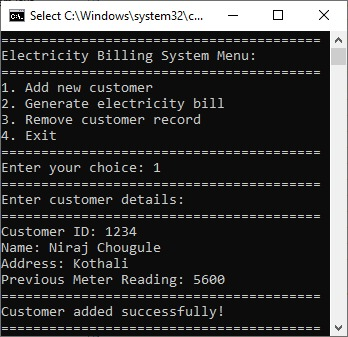 Select C:\Windows\system32\c...
========================================
Electricity Billing System Menu:
========================================
1. Add new customer
2. Generate electricity bill
3. Remove customer record
4. Exit
========================================
Enter your choice: 1
========================================
Enter customer details:
========================================
Customer ID: 1234
Name: Niraj Chougule
Address: Kothali
Previous Meter Reading: 5600
========================================
Customer added successfully!
========================================